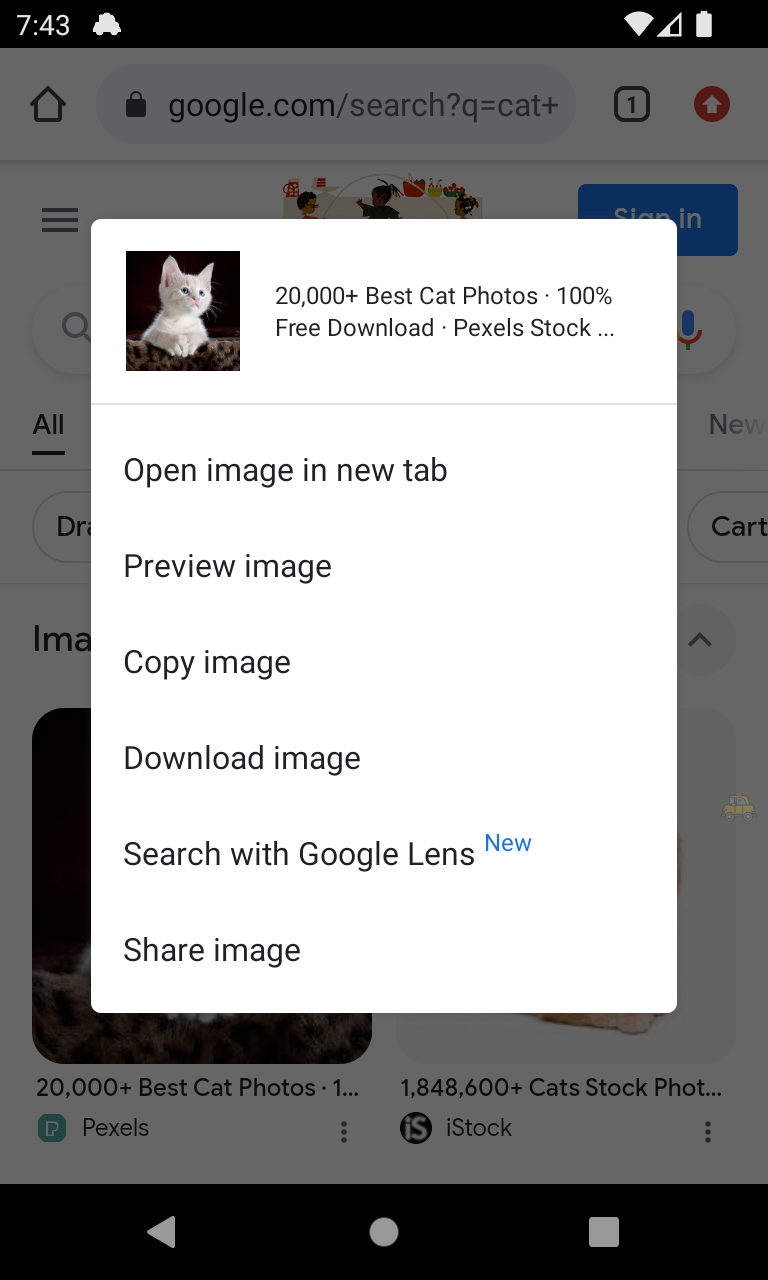 7:43
google.com/search?q=cat+
1
Sign in
20,000+ Best Cat Photos · 100%
Free Download · Pexels Stock ...
All
New
Open image in new tab
Dra
Cart
Preview image
Ima
Copy image
Download image
Search with Google Lens New
Share image
20,000+ Best Cat Photos · 1...
1,848,600+ Cats Stock Phot...
Pexels
iS iStock